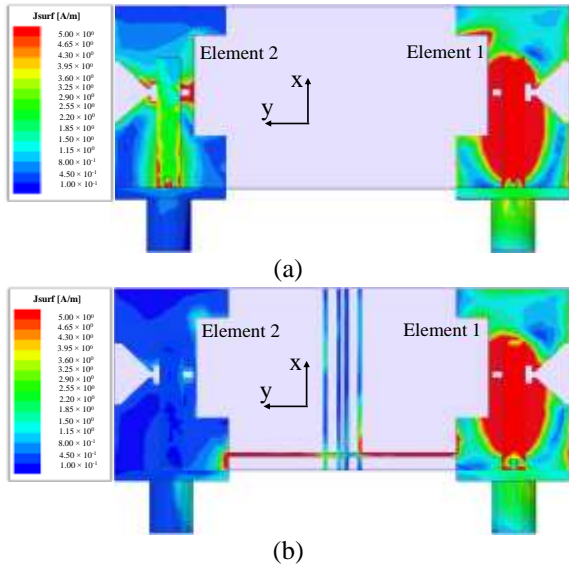 Jsurf [A/m]
5.00 × 10⁰
4.65 × 10⁰
4.30 × 10⁰
3.95 × 10⁰
3.60 × 10⁰
3.25 × 10⁰
2.90 × 10⁰
2.55 × 10⁰
2.20 × 10⁰
1.85 × 10⁰
1.50 × 10⁰
1.15 × 10⁰
8.00 × 10⁻¹
4.50 × 10⁻¹
1.00 × 10⁻¹
Element 2
Element 1
x
y
(a)
Jsurf [A/m]
5.00 × 10⁰
4.65 × 10⁰
4.30 × 10⁰
3.95 × 10⁰
3.60 × 10⁰
3.25 × 10⁰
2.90 × 10⁰
2.55 × 10⁰
2.20 × 10⁰
1.85 × 10⁰
1.50 × 10⁰
1.15 × 10⁰
8.00 × 10⁻¹
4.50 × 10⁻¹
1.00 × 10⁻¹
Element 2
Element 1
x
y
(b)